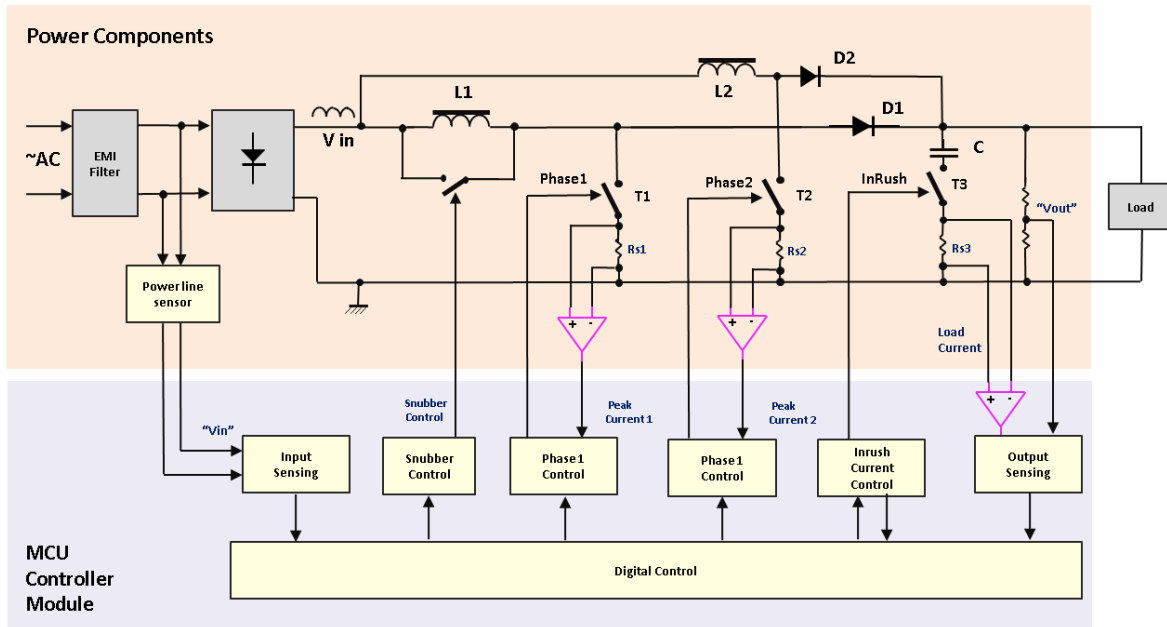 Power Components
D2
L1
L2
D1
V in
~AC
EMI
Filter
C
Phase1
T1
Phase2
T2
InRush
T3
"Vout"
Load
Rs1
Rs2
Rs3
Power line
sensor
+ -
+ -
Load
Current
+ -
Snubber
Control
Peak
Current 1
Peak
Current 2
"Vin"
Input
Sensing
Snubber
Control
Phase1
Control
Phase1
Control
Inrush
Current
Control
Output
Sensing
MCU
Controller
Module
Digital Control